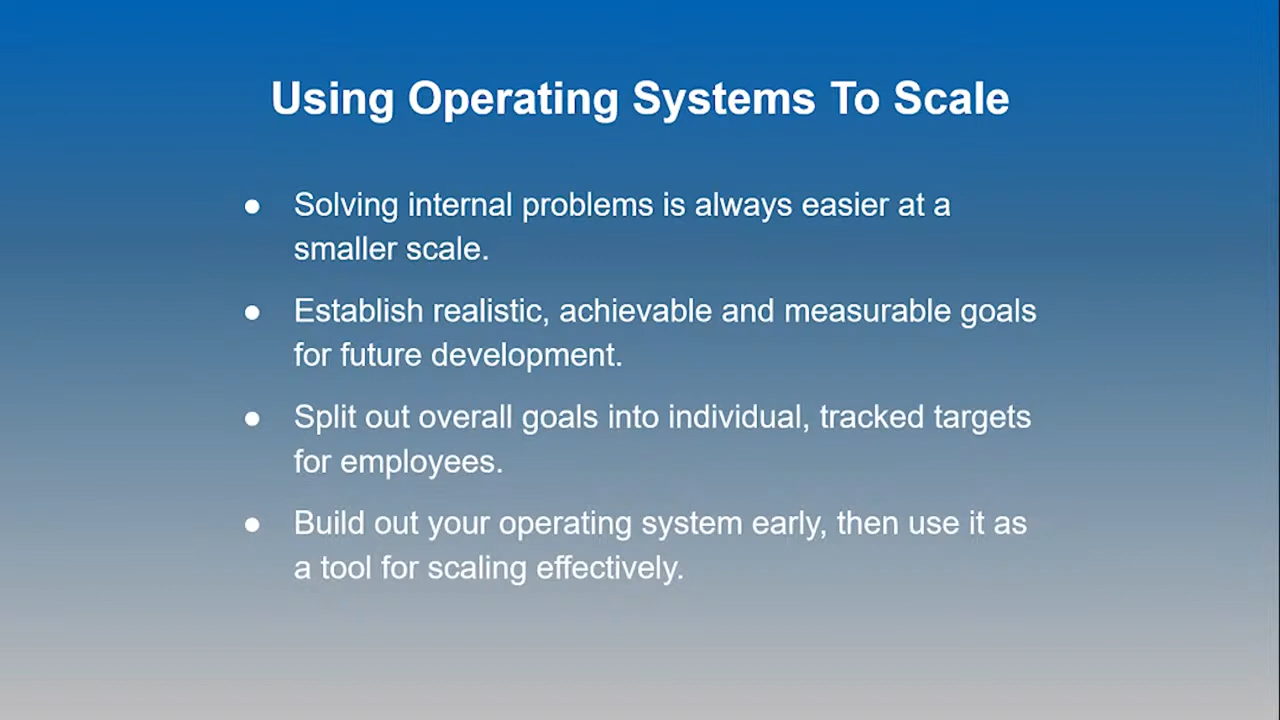 Using Operating Systems To Scale
● Solving internal problems is always easier at a
smaller scale.
● Establish realistic, achievable and measurable goals
for future development.
● Split out overall goals into individual, tracked targets
for employees.
● Build out your operating system early, then use it as
a tool for scaling effectively.